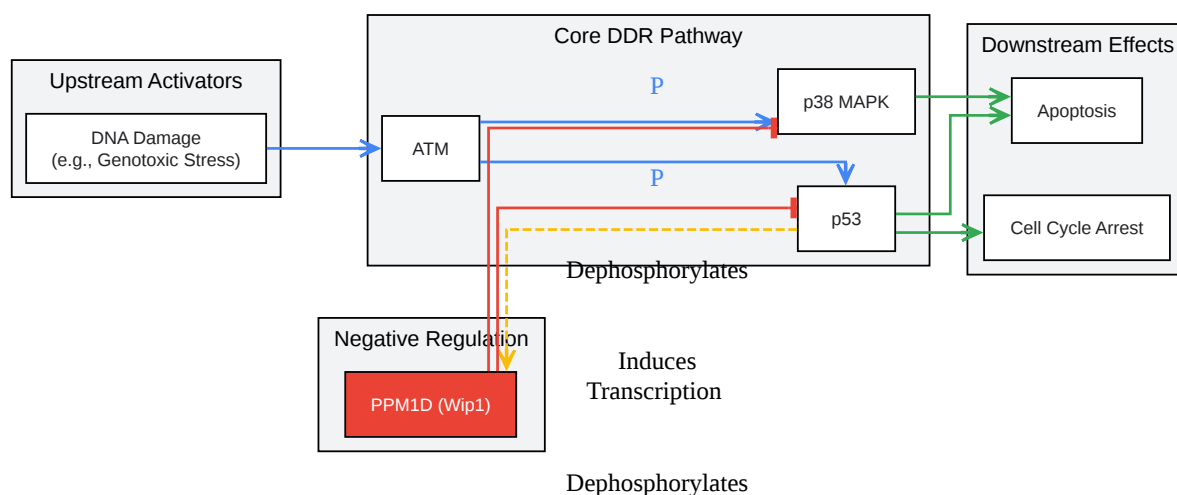 Core DDR Pathway
Downstream Effects
Upstream Activators
P
p38 MAPK
Apoptosis
DNA Damage
(e.g., Genotoxic Stress)
ATM
P
p53
Cell Cycle Arrest
Dephosphorylates
Negative Regulation
Induces
Transcription
PPM1D (Wip1)
Dephosphorylates